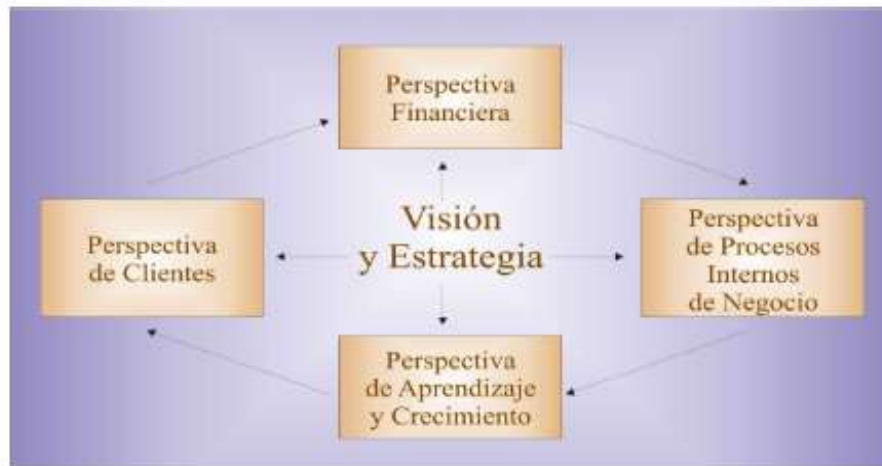 Perspectiva
Financiera
Perspectiva
de Clientes
Visión
y Estrategia
Perspectiva
de Procesos
Internos
de Negocio
Perspectiva
de Aprendizaje
y Crecimiento